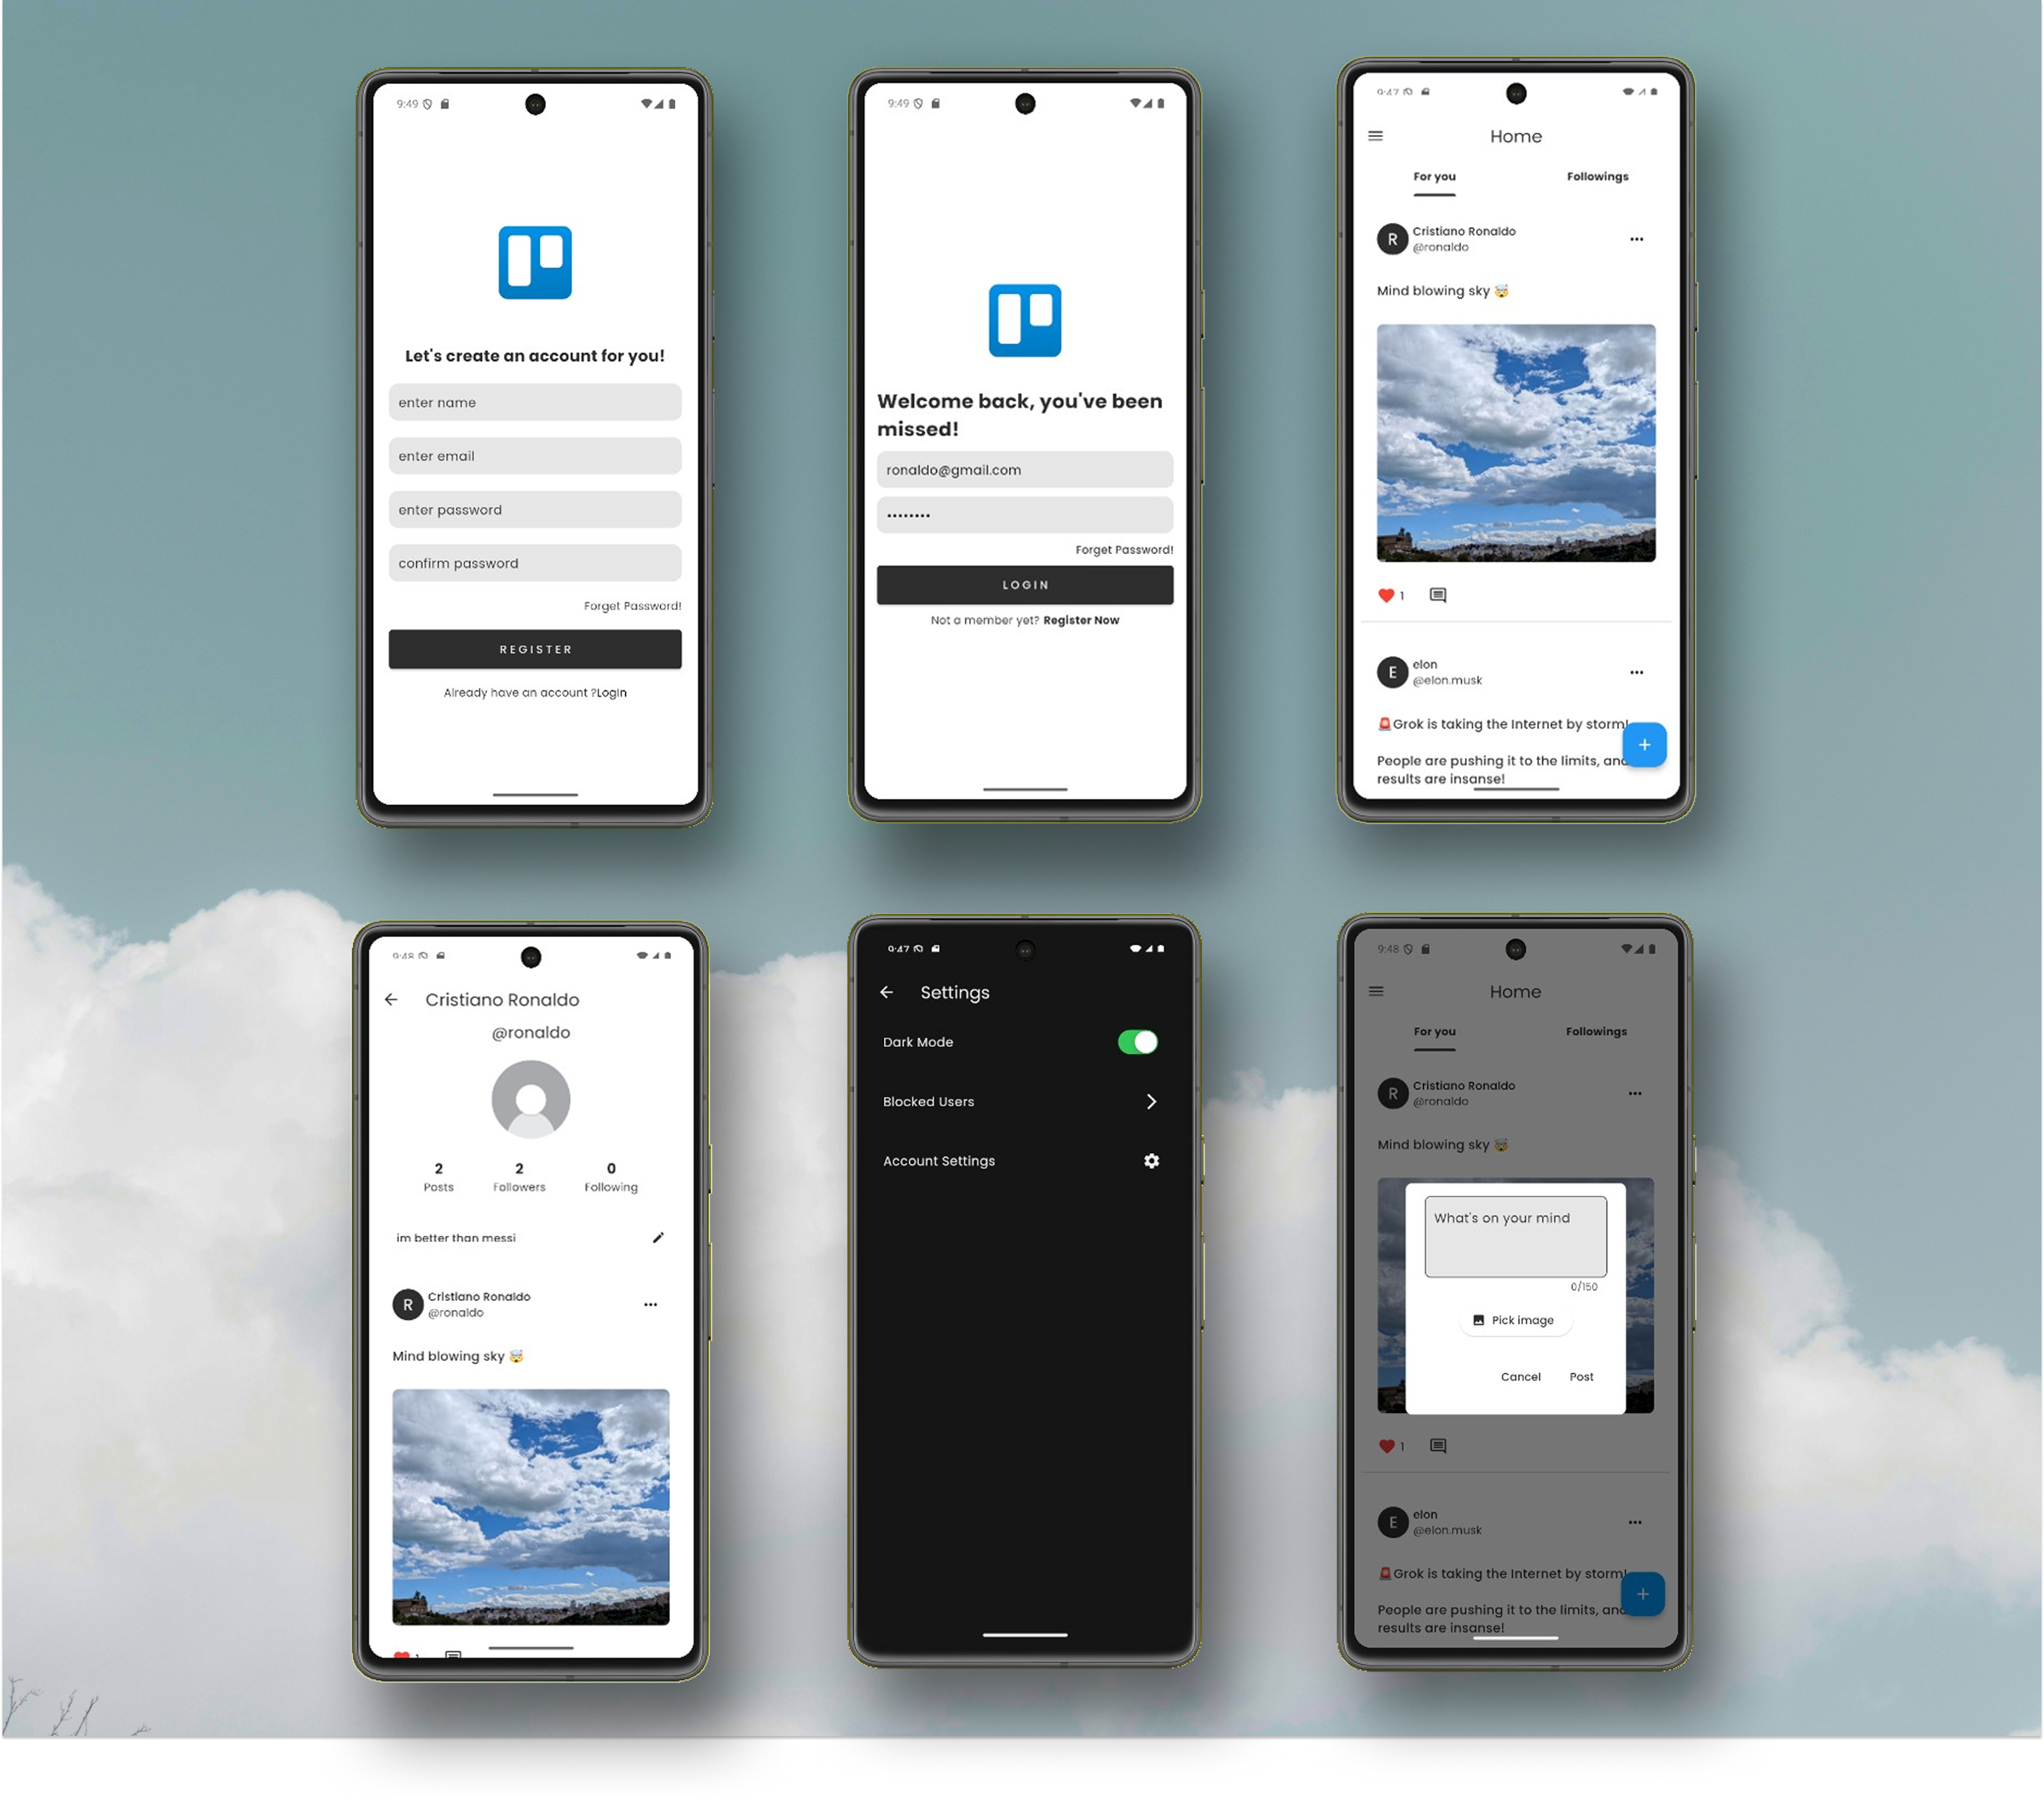 9:49
Let's create an account for you!
enter name
enter email
enter password
confirm password
Forget Password!
REGISTER
Already have an account ?Login
9:49
Welcome back, you've been
missed!
ronaldo@gmail.com
••••••••
Forget Password!
LOGIN
Not a member yet? Register Now
9:47
Home
For you Followings
R Cristiano Ronaldo
@ronaldo
Mind blowing sky 🤯
1
E elon
@elon.musk
🚨Grok is taking the Internet by storm!
People are pushing it to the limits, and
results are insanse!
9:48
Cristiano Ronaldo
@ronaldo
2 2 0
Posts Followers Following
im better than messi
R Cristiano Ronaldo
@ronaldo
Mind blowing sky 🤯
1
9:47
Settings
Dark Mode
Blocked Users
Account Settings
9:48
Home
For you Followings
R Cristiano Ronaldo
@ronaldo
Mind blowing sky 🤯
What's on your mind
0/150
Pick image
Cancel Post
1
E elon
@elon.musk
🚨Grok is taking the Internet by storm!
People are pushing it to the limits, and
results are insanse!